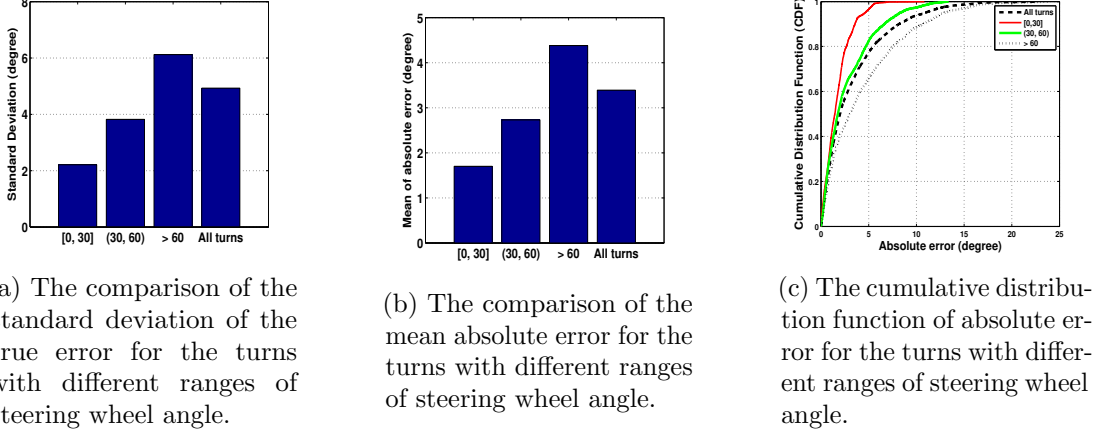 8
6
4
2
0
Standard Deviation (degree)
[0, 30] (30, 60) > 60 All turns
a) The comparison of the
tandard deviation of the
rue error for the turns
with different ranges of
teering wheel angle.
5
4
3
2
1
0
Mean of absolute error (degree)
[0, 30] (30, 60) > 60 All turns
(b) The comparison of the
mean absolute error for the
turns with different ranges
of steering wheel angle.
1
0.8
0.6
0.4
0.2
0
Cumulative Distribution Function (CDF)
All turns
[0,30]
(30, 60)
> 60
0 5 10 15 20 25
Absolute error (degree)
(c) The cumulative distribu-
tion function of absolute er-
ror for the turns with differ-
ent ranges of steering wheel
angle.